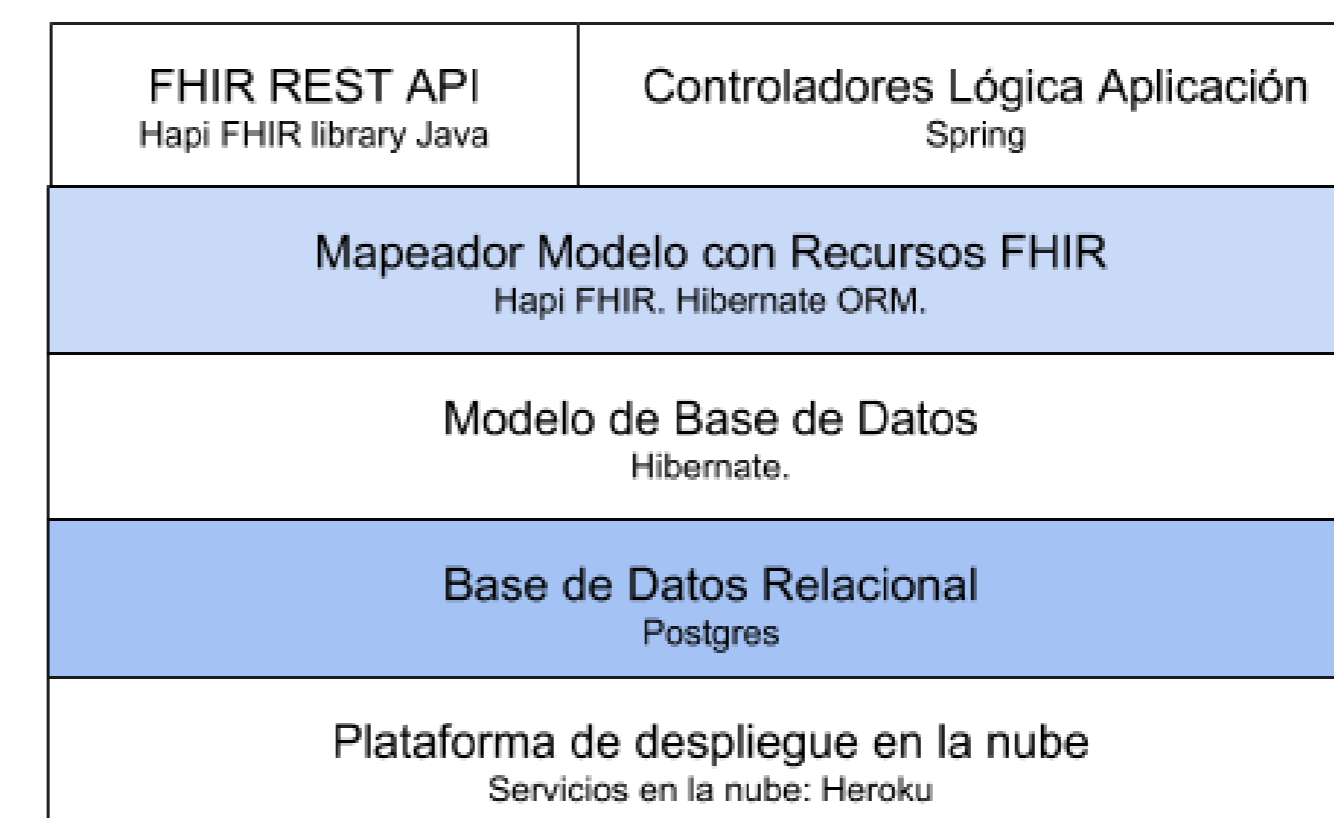 FHIR REST API
Hapi FHIR library Java
Controladores Lógica Aplicación
Spring
Mapeador Modelo con Recursos FHIR
Hapi FHIR. Hibernate ORM.
Modelo de Base de Datos
Hibernate.
Base de Datos Relacional
Postgres
Plataforma de despliegue en la nube
Servicios en la nube: Heroku